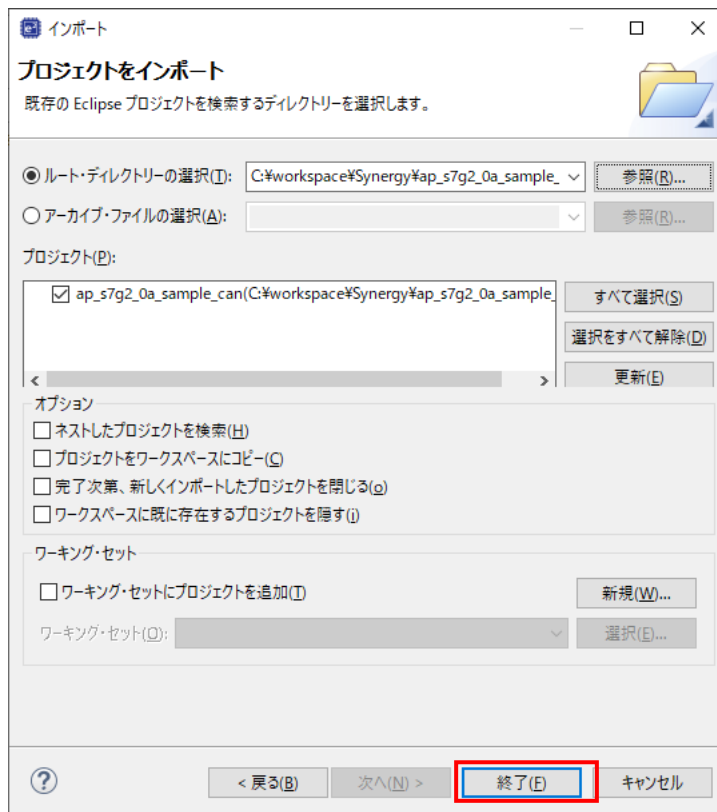 インポート
プロジェクトをインポート
既存の Eclipse プロジェクトを検索するディレクトリーを選択します。
ルート・ディレクトリーの選択(T): C:¥workspace¥Synergy¥ap_s7g2_0a_sample_ 参照(R)...
アーカイブ・ファイルの選択(A): 参照(R)...
プロジェクト(P):
ap_s7g2_0a_sample_can(C:¥workspace¥Synergy¥ap_s7g2_0a_sample_ すべて選択(S)
選択をすべて解除(D)
更新(E)
オプション
ネストしたプロジェクトを検索(H)
プロジェクトをワークスペースにコピー(C)
完了次第、新しくインポートしたプロジェクトを閉じる(o)
ワークスペースに既に存在するプロジェクトを隠す(i)
ワーキング・セット
ワーキング・セットにプロジェクトを追加(T) 新規(W)...
ワーキング・セット(O): 選択(E)...
< 戻る(B) 次へ(N) > 終了(F) キャンセル